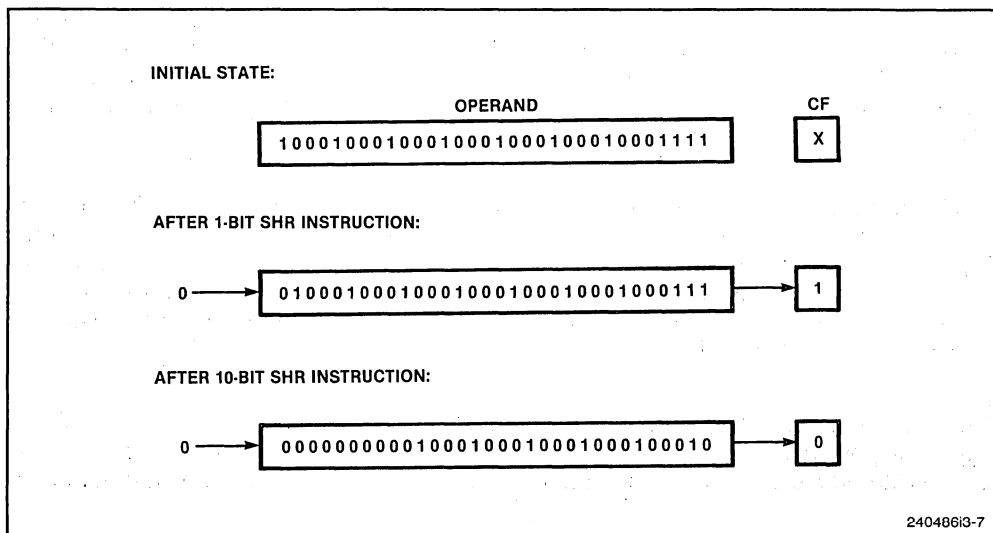 INITIAL STATE:
OPERAND CF
10001000100010001000100010001111 X
AFTER 1-BIT SHR INSTRUCTION:
0 01000100010001000100010001000111 1
AFTER 10-BIT SHR INSTRUCTION:
0 00000000001000100010001000100010 0
240486i3-7